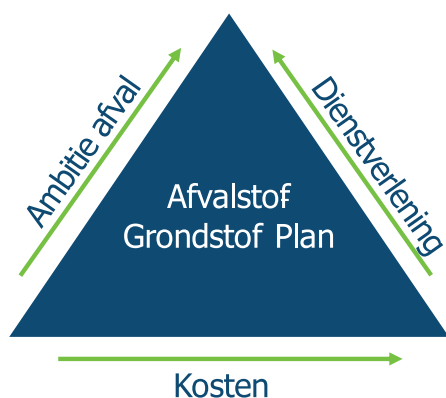 Ambitie afval
Dienstverlening
Afvalstof-
Grondstof Plan
Kosten